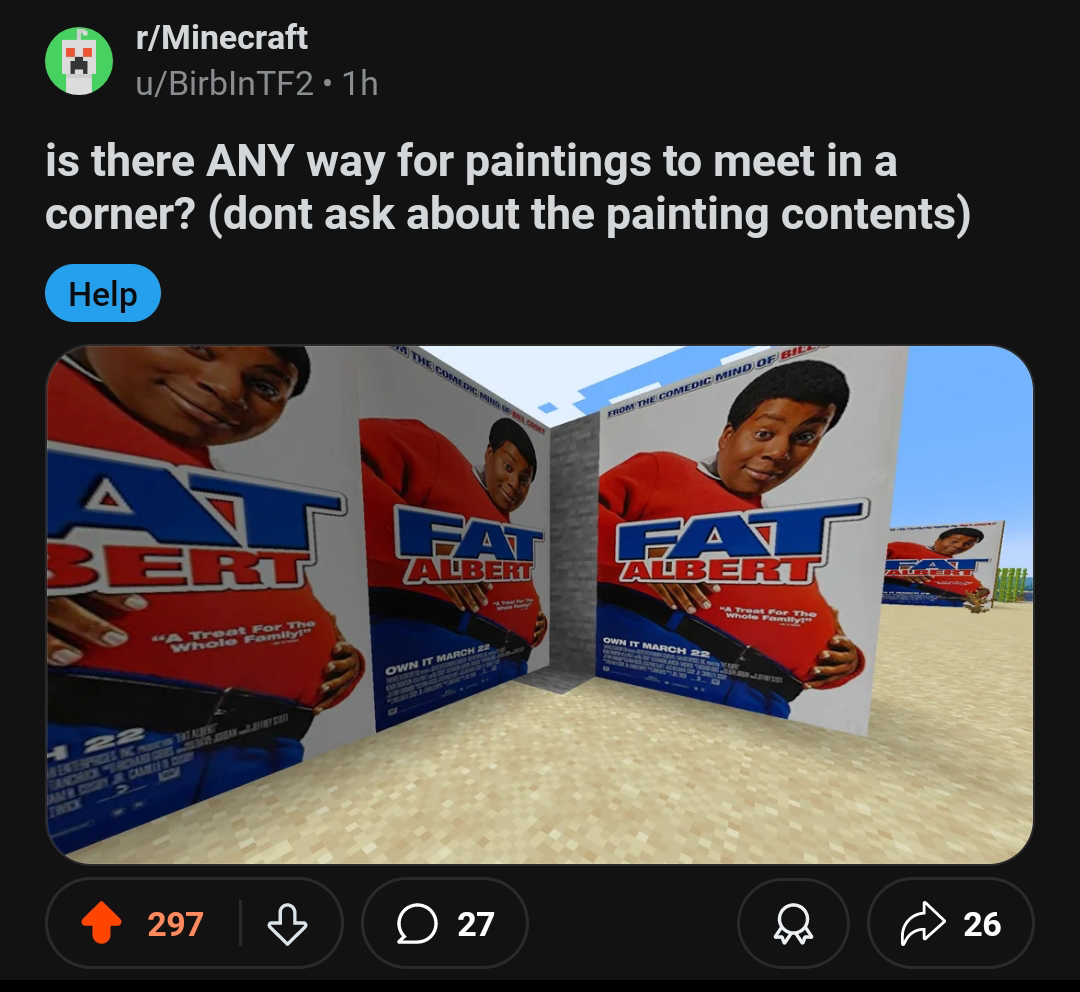 r/Minecraft
u/BirbInTF2 • 1h
is there ANY way for paintings to meet in a
corner? (dont ask about the painting contents)
Help
M THE COMEDIC MIND OF BILL COSBY
FROM THE COMEDIC MIND OF BILL
AT
BERT
"A Treat For The
Whole Family!"
H 22
FAT
ALBERT
"A Treat For The
Whole Family!"
OWN IT MARCH 22
FAT
ALBERT
"A Treat For The
Whole Family!"
OWN IT MARCH 22
FAT
ALBERT
297
27
26